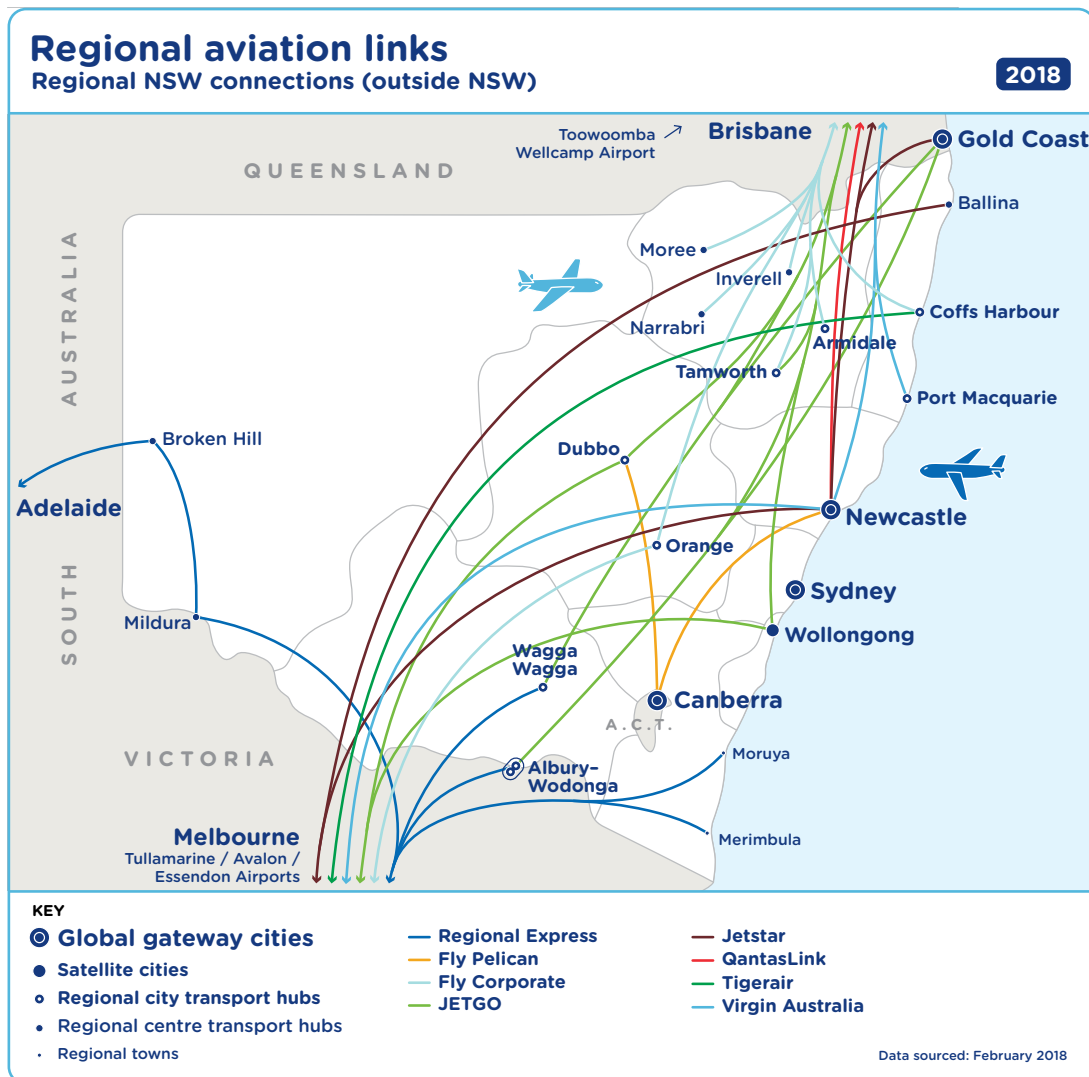 Regional aviation links
Regional NSW connections (outside NSW)
2018
Toowoomba
Wellcamp Airport
Brisbane
Gold Coast
QUEENSLAND
Ballina
Moree
Inverell
Narrabri
Coffs Harbour
Armidale
Tamworth
Port Macquarie
SOUTH AUSTRALIA
Broken Hill
Dubbo
Adelaide
Newcastle
Orange
Sydney
Mildura
Wollongong
Wagga
Wagga
Canberra
A.C.T.
VICTORIA
Moruya
Albury–
Wodonga
Melbourne
Tullamarine / Avalon /
Essendon Airports
Merimbula
KEY
Global gateway cities
Satellite cities
Regional city transport hubs
Regional centre transport hubs
Regional towns
Regional Express
Fly Pelican
Fly Corporate
JETGO
Jetstar
QantasLink
Tigerair
Virgin Australia
Data sourced: February 2018